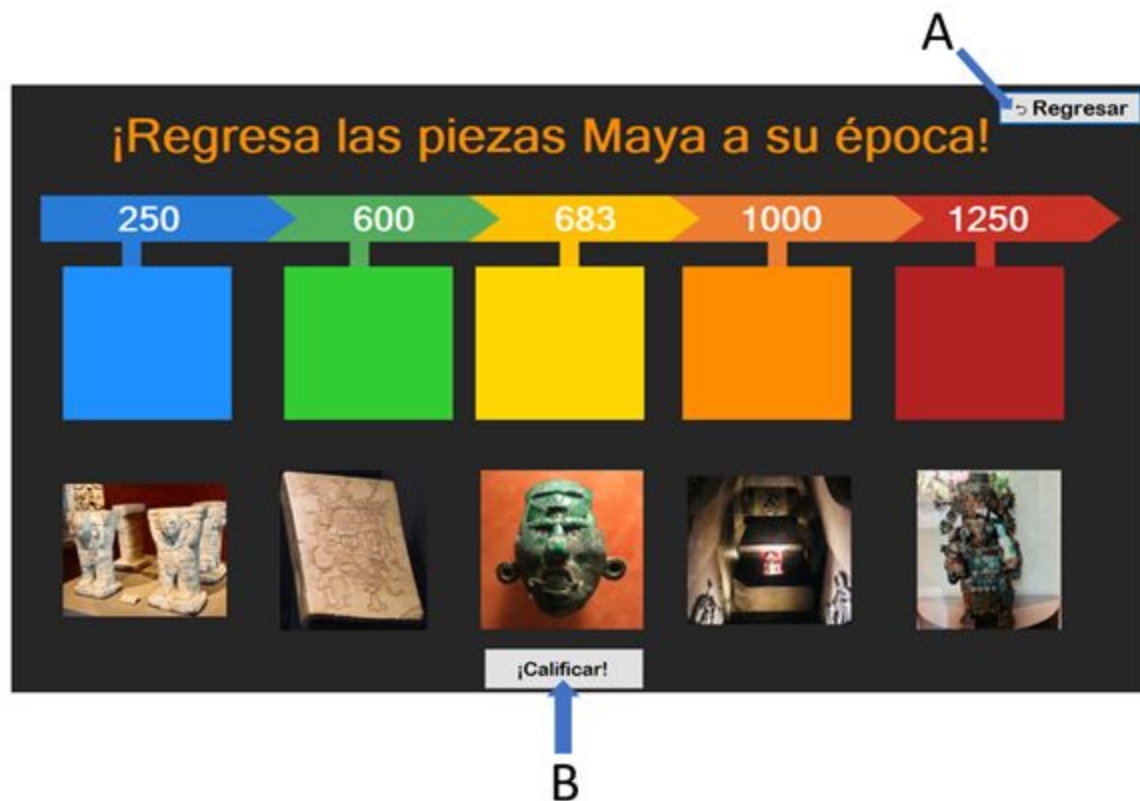 A
Regresar
¡Regresa las piezas Maya a su época!
250 600 683 1000 1250
¡Calificar!
B